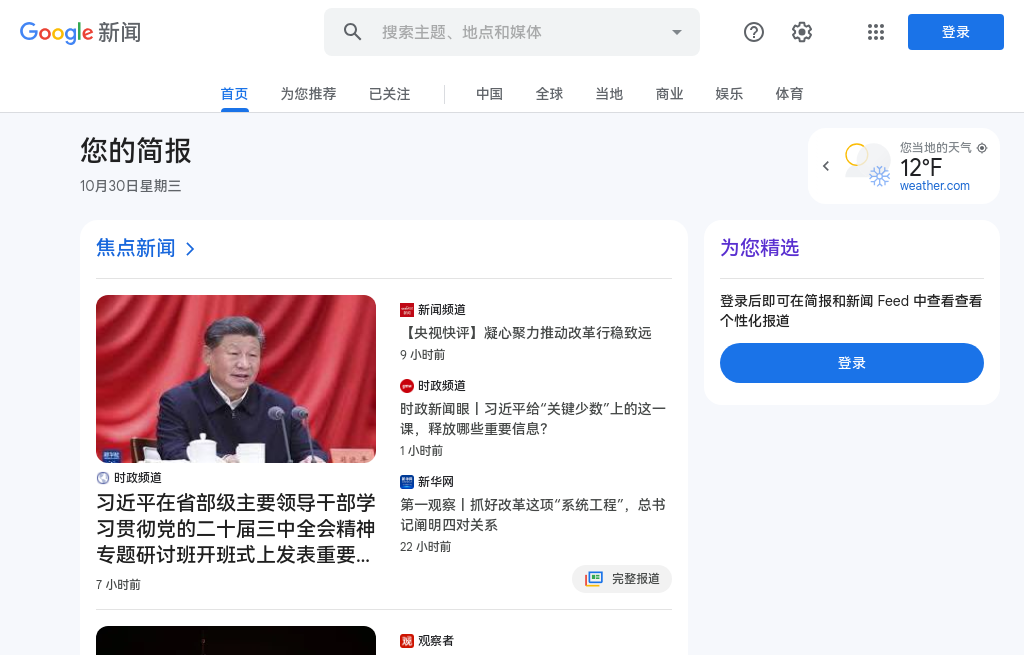 Google 新闻
搜索主题、地点和媒体
登录
首页
为您推荐
已关注
中国
全球
当地
商业
娱乐
体育
您的简报
10月30日星期三
您当地的天气
12°F
weather.com
焦点新闻
时政频道
习近平在省部级主要领导干部学
习贯彻党的二十届三中全会精神
专题研讨班开班式上发表重要...
7 小时前
新闻频道
【央视快评】凝心聚力推动改革行稳致远
9 小时前
时政频道
时政新闻眼丨习近平给“关键少数”上的这一
课，释放哪些重要信息？
1 小时前
新华网
第一观察丨抓好改革这项“系统工程”，总书
记阐明四对关系
22 小时前
完整报道
观察者
为您精选
登录后即可在简报和新闻 Feed 中查看查看
个性化报道
登录